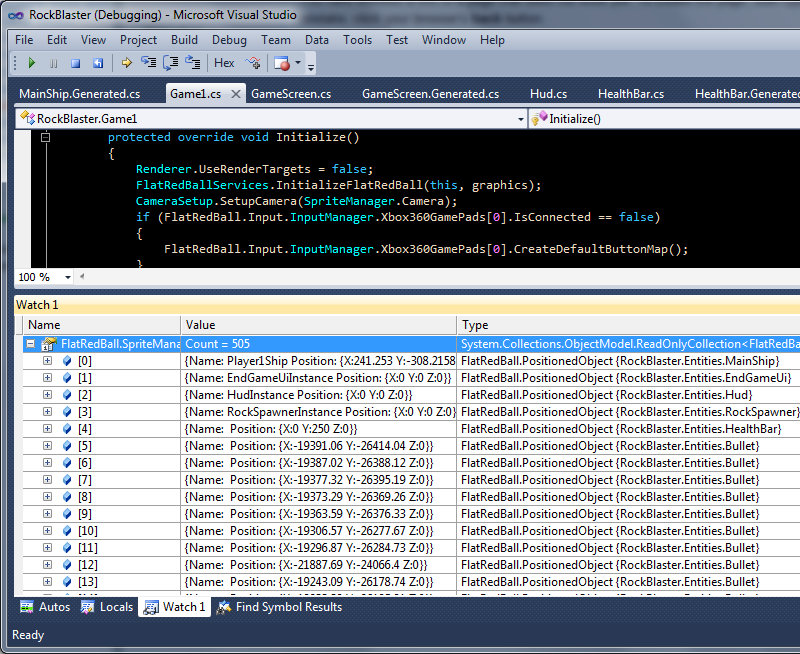 RockBlaster (Debugging) - Microsoft Visual Studio
File Edit View Project Build Debug Team Data Tools Test Window Help
Hex
MainShip.Generated.cs Game1.cs GameScreen.cs GameScreen.Generated.cs Hud.cs HealthBar.cs HealthBar.Generated
RockBlaster.Game1 Initialize()
protected override void Initialize()
{
Renderer.UseRenderTargets = false;
FlatRedBallServices.InitializeFlatRedBall(this, graphics);
CameraSetup.SetupCamera(SpriteManager.Camera);
if (FlatRedBall.Input.InputManager.Xbox360GamePads[0].IsConnected == false)
{
FlatRedBall.Input.InputManager.Xbox360GamePads[0].CreateDefaultButtonMap();
}
100 %
Watch 1
Name Value Type
FlatRedBall.SpriteMana Count = 505 System.Collections.ObjectModel.ReadOnlyCollection<FlatRedBa
[0] {Name: Player1Ship Position: {X:241.253 Y:-308.2158 FlatRedBall.PositionedObject {RockBlaster.Entities.MainShip}
[1] {Name: EndGameUiInstance Position: {X:0 Y:0 Z:0}} FlatRedBall.PositionedObject {RockBlaster.Entities.EndGameUi}
[2] {Name: HudInstance Position: {X:0 Y:0 Z:0}} FlatRedBall.PositionedObject {RockBlaster.Entities.Hud}
[3] {Name: RockSpawnerInstance Position: {X:0 Y:0 Z:0} FlatRedBall.PositionedObject {RockBlaster.Entities.RockSpawner}
[4] {Name:  Position: {X:0 Y:250 Z:0}} FlatRedBall.PositionedObject {RockBlaster.Entities.HealthBar}
[5] {Name:  Position: {X:-19391.06 Y:-26414.04 Z:0}} FlatRedBall.PositionedObject {RockBlaster.Entities.Bullet}
[6] {Name:  Position: {X:-19387.02 Y:-26388.12 Z:0}} FlatRedBall.PositionedObject {RockBlaster.Entities.Bullet}
[7] {Name:  Position: {X:-19377.32 Y:-26395.19 Z:0}} FlatRedBall.PositionedObject {RockBlaster.Entities.Bullet}
[8] {Name:  Position: {X:-19373.29 Y:-26369.26 Z:0}} FlatRedBall.PositionedObject {RockBlaster.Entities.Bullet}
[9] {Name:  Position: {X:-19363.59 Y:-26376.33 Z:0}} FlatRedBall.PositionedObject {RockBlaster.Entities.Bullet}
[10] {Name:  Position: {X:-19306.57 Y:-26277.67 Z:0}} FlatRedBall.PositionedObject {RockBlaster.Entities.Bullet}
[11] {Name:  Position: {X:-19296.87 Y:-26284.73 Z:0}} FlatRedBall.PositionedObject {RockBlaster.Entities.Bullet}
[12] {Name:  Position: {X:-21887.69 Y:-24066.4 Z:0}} FlatRedBall.PositionedObject {RockBlaster.Entities.Bullet}
[13] {Name:  Position: {X:-19243.09 Y:-26178.74 Z:0}} FlatRedBall.PositionedObject {RockBlaster.Entities.Bullet}
Autos Locals Watch 1 Find Symbol Results
Ready